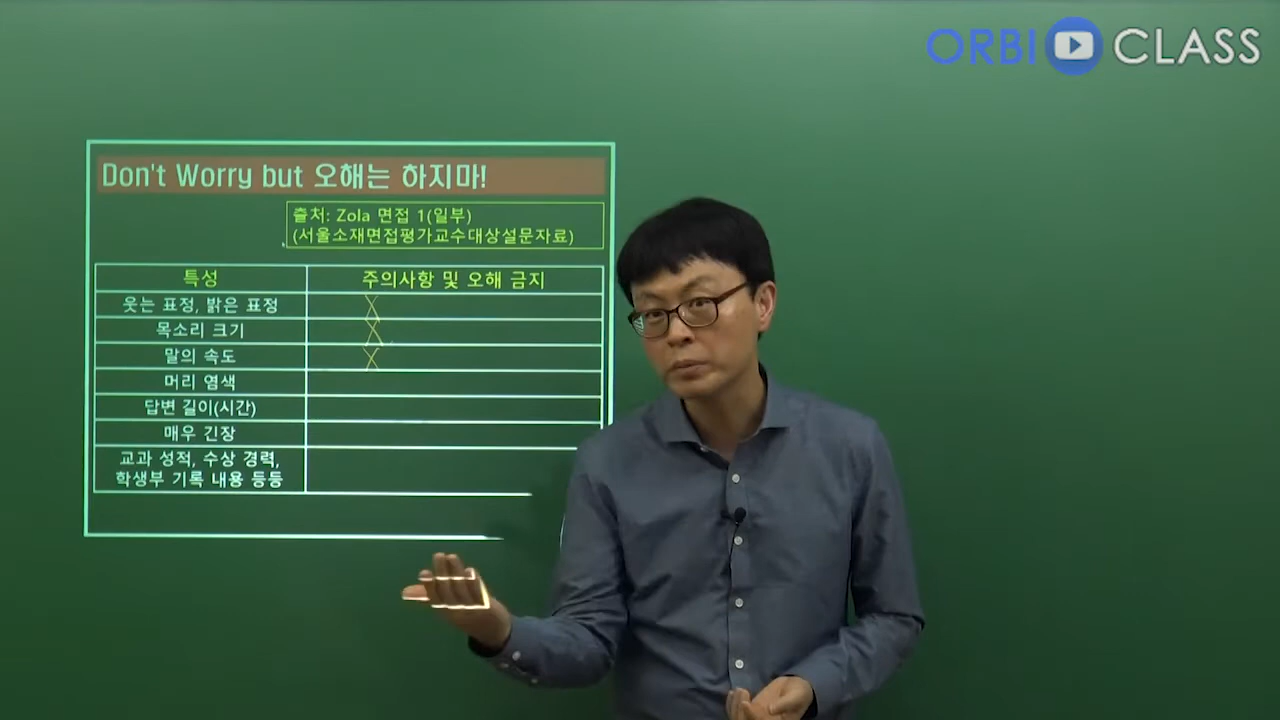 ORBI CLASS
Don't Worry but 오해는 하지마!
출처: Zola 면접 1(일부)
(서울소재면접평가교수대상설문자료)
특성 주의사항 및 오해 금지
웃는 표정, 밝은 표정 X
목소리 크기 X
말의 속도 X
머리 염색
답변 길이(시간)
매우 긴장
교과 성적, 수상 경력,
학생부 기록 내용 등등